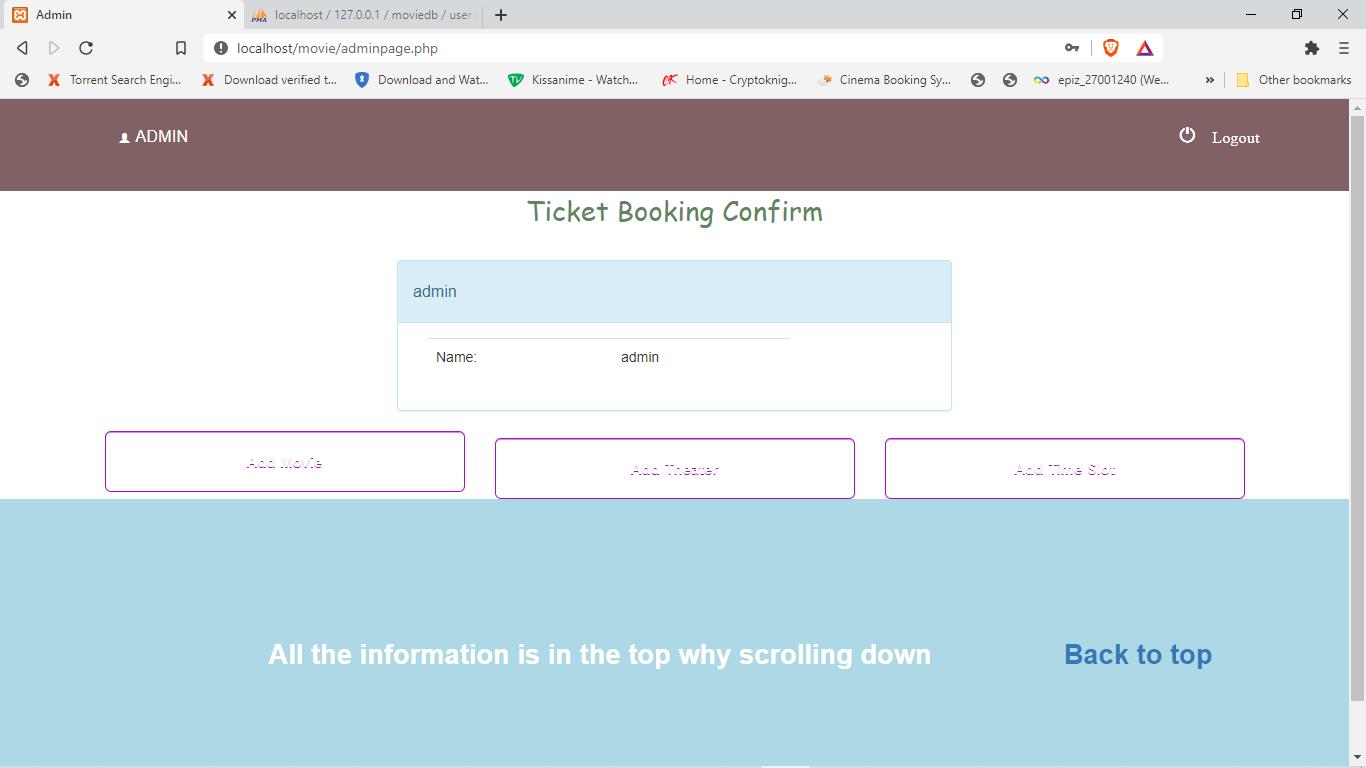 Admin
localhost / 127.0.0.1 / moviedb / user
localhost/movie/adminpage.php
Torrent Search Engi...
Download verified t...
Download and Wat...
Kissanime - Watch...
Home - Cryptoknig...
Cinema Booking Sy...
epiz_27001240 (We...
»
Other bookmarks
ADMIN
Logout
Ticket Booking Confirm
admin
Name: admin
Add Movie
Add Theater
Add Time Slot
All the information is in the top why scrolling down
Back to top